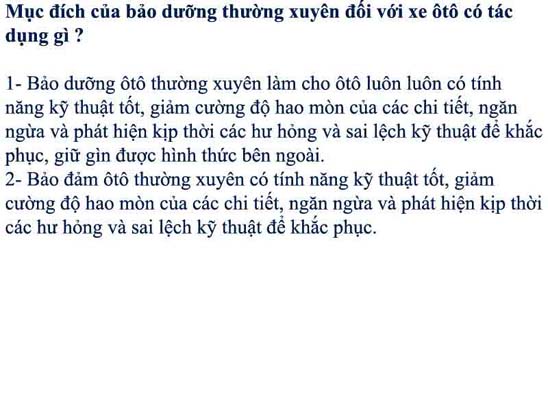 Mục đích của bảo dưỡng thường xuyên đối với xe ôtô có tác
dụng gì ?
1- Bảo dưỡng ôtô thường xuyên làm cho ôtô luôn luôn có tính
năng kỹ thuật tốt, giảm cường độ hao mòn của các chi tiết, ngăn
ngừa và phát hiện kịp thời các hư hỏng và sai lệch kỹ thuật để khắc
phục, giữ gìn được hình thức bên ngoài.
2- Bảo đảm ôtô thường xuyên có tính năng kỹ thuật tốt, giảm
cường độ hao mòn của các chi tiết, ngăn ngừa và phát hiện kịp thời
các hư hỏng và sai lệch kỹ thuật để khắc phục.